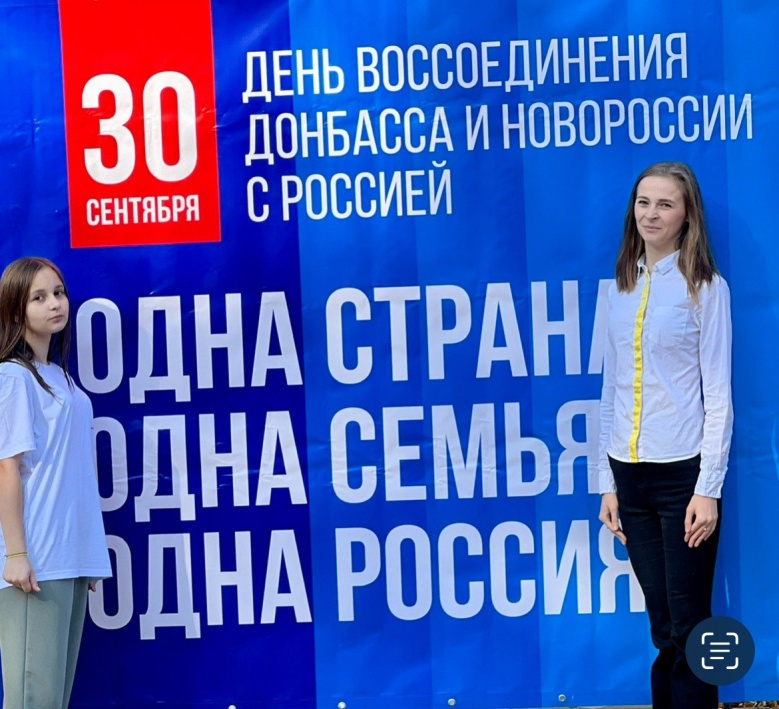 30
СЕНТЯБРЯ
ДЕНЬ ВОССОЕДИНЕНИЯ
ДОНБАССА И НОВОРОССИИ
С РОССИЕЙ
ОДНА СТРАНА
ОДНА СЕМЬЯ
ОДНА РОССИЯ